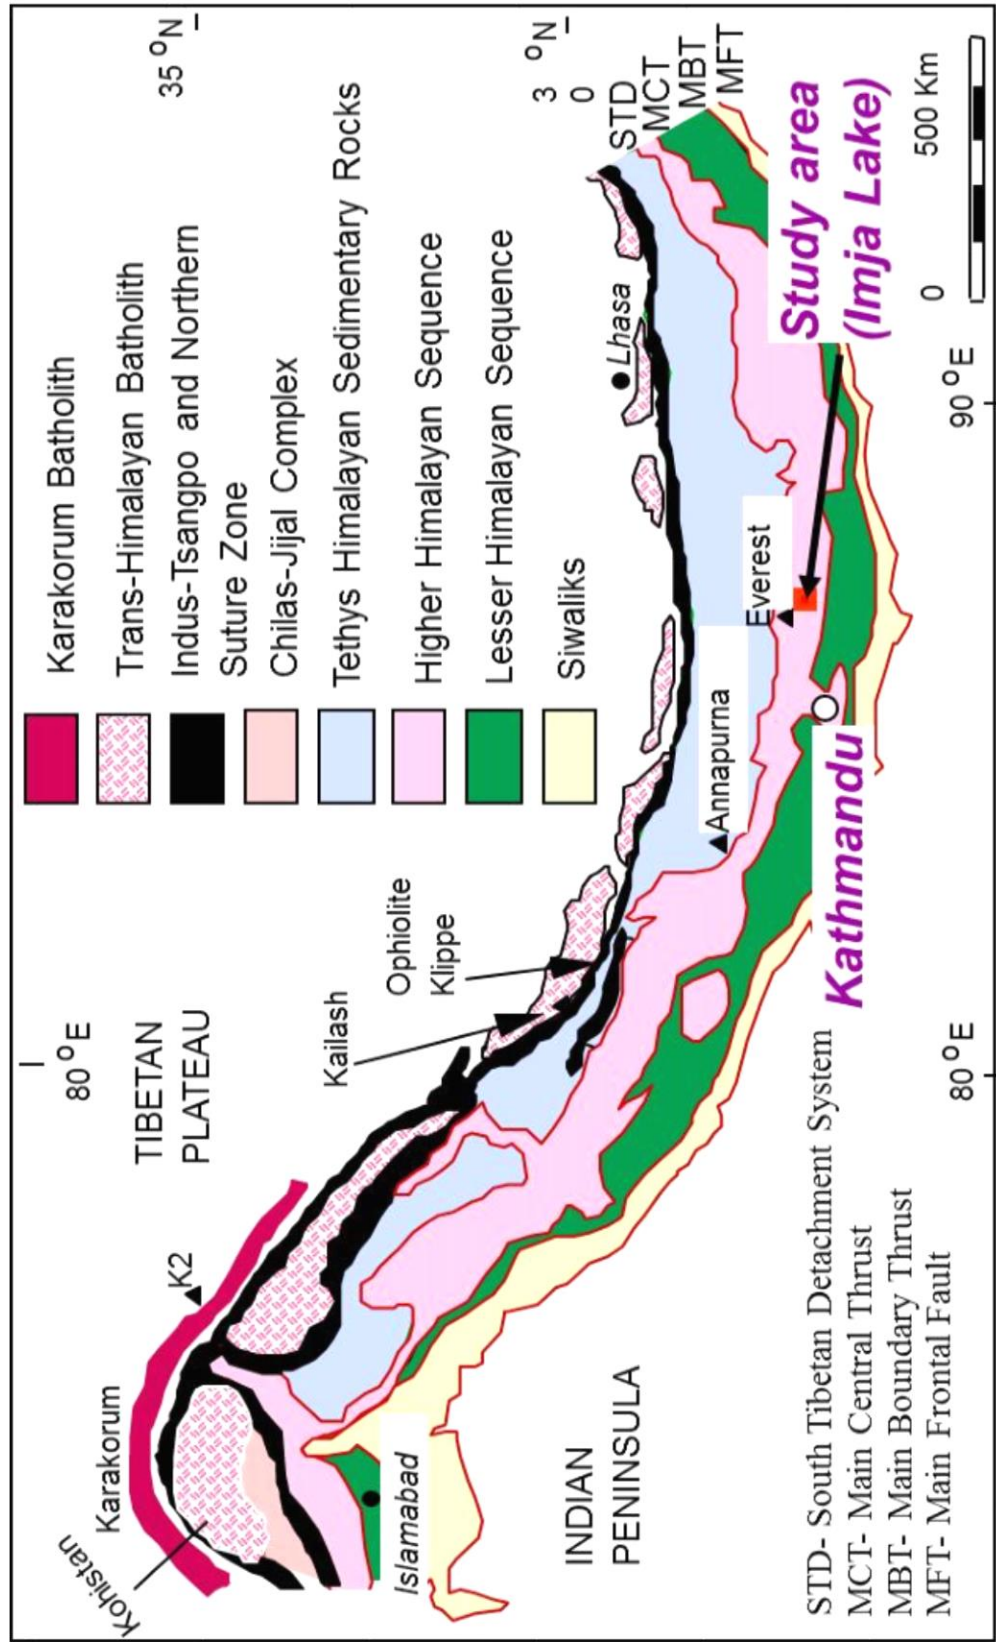 35 °N
3
0
°N
STD
MCT
MBT
MFT
Karakorum Batholith
Trans-Himalayan Batholith
Indus-Tsangpo and Northern
Suture Zone
Chilas-Jijal Complex
Tethys Himalayan Sedimentary Rocks
Higher Himalayan Sequence
Lesser Himalayan Sequence
Siwaliks
80 °E
TIBETAN
PLATEAU
K2
Karakorum
Kohistan
Kailash
Ophiolite
Klippe
Lhasa
Annapurna
Everest
Islamabad
INDIAN
PENINSULA
Kathmandu
Study area
(Imja Lake)
0
500 Km
80 °E
90 °E
STD- South Tibetan Detachment System
MCT- Main Central Thrust
MBT- Main Boundary Thrust
MFT- Main Frontal Fault